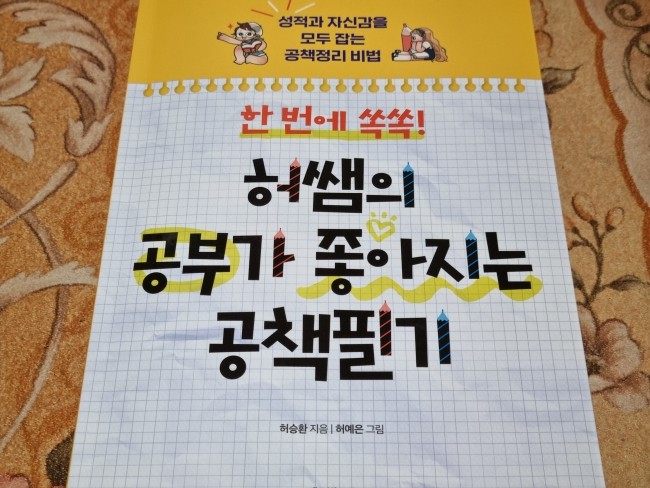 성적과 자신감을
모두 잡는
공책정리 비법
한 번에 쏙쏙!
허쌤의
공부가 좋아지는
공책필기
허승환 지음 | 허예은 그림